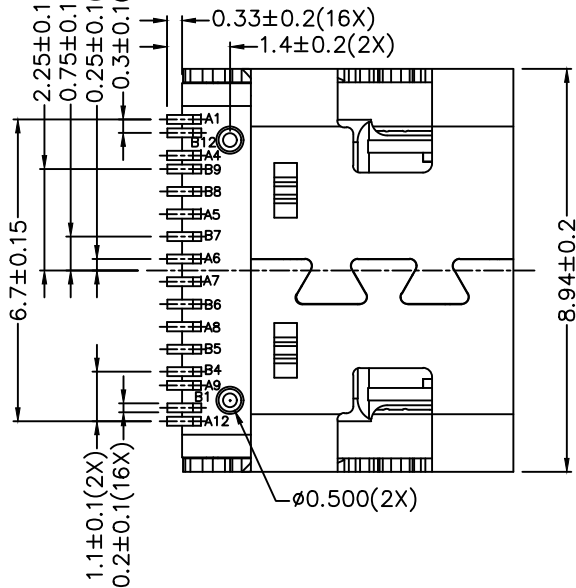 0.33±0.2(16X)
1.4±0.2(2X)
2.25±0.1
0.75±0.1
0.25±0.10
0.3±0.10
A1
B12
A4
B9
B8
A5
B7
A6
A7
B6
A8
B5
B4
A9
B1
A12
6.7±0.15
8.94±0.2
ø0.500(2X)
1.1±0.1(2X)
0.2±0.1(16X)